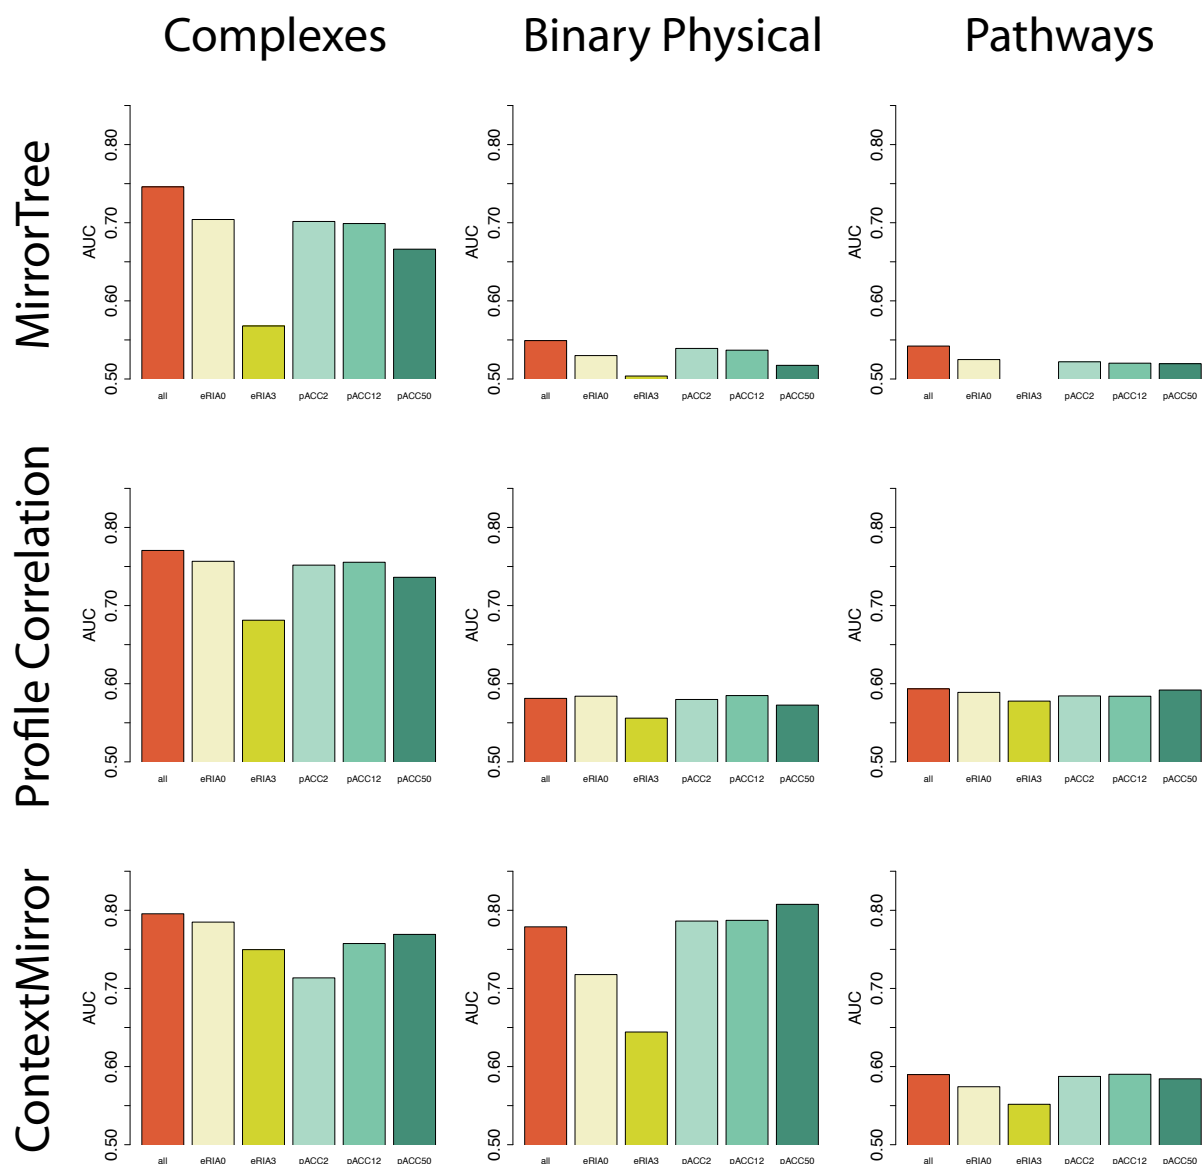 Complexes Binary Physical Pathways
MirrorTree
AUC
0.50 0.60 0.70 0.80
all eRIA0 eRIA3 pACC2 pACC12 pACC50
AUC
0.50 0.60 0.70 0.80
all eRIA0 eRIA3 pACC2 pACC12 pACC50
AUC
0.50 0.60 0.70 0.80
all eRIA0 eRIA3 pACC2 pACC12 pACC50
Profile Correlation
AUC
0.50 0.60 0.70 0.80
all eRIA0 eRIA3 pACC2 pACC12 pACC50
AUC
0.50 0.60 0.70 0.80
all eRIA0 eRIA3 pACC2 pACC12 pACC50
AUC
0.50 0.60 0.70 0.80
all eRIA0 eRIA3 pACC2 pACC12 pACC50
ContextMirror
AUC
0.50 0.60 0.70 0.80
all eRIA0 eRIA3 pACC2 pACC12 pACC50
AUC
0.50 0.60 0.70 0.80
all eRIA0 eRIA3 pACC2 pACC12 pACC50
AUC
0.50 0.60 0.70 0.80
all eRIA0 eRIA3 pACC2 pACC12 pACC50